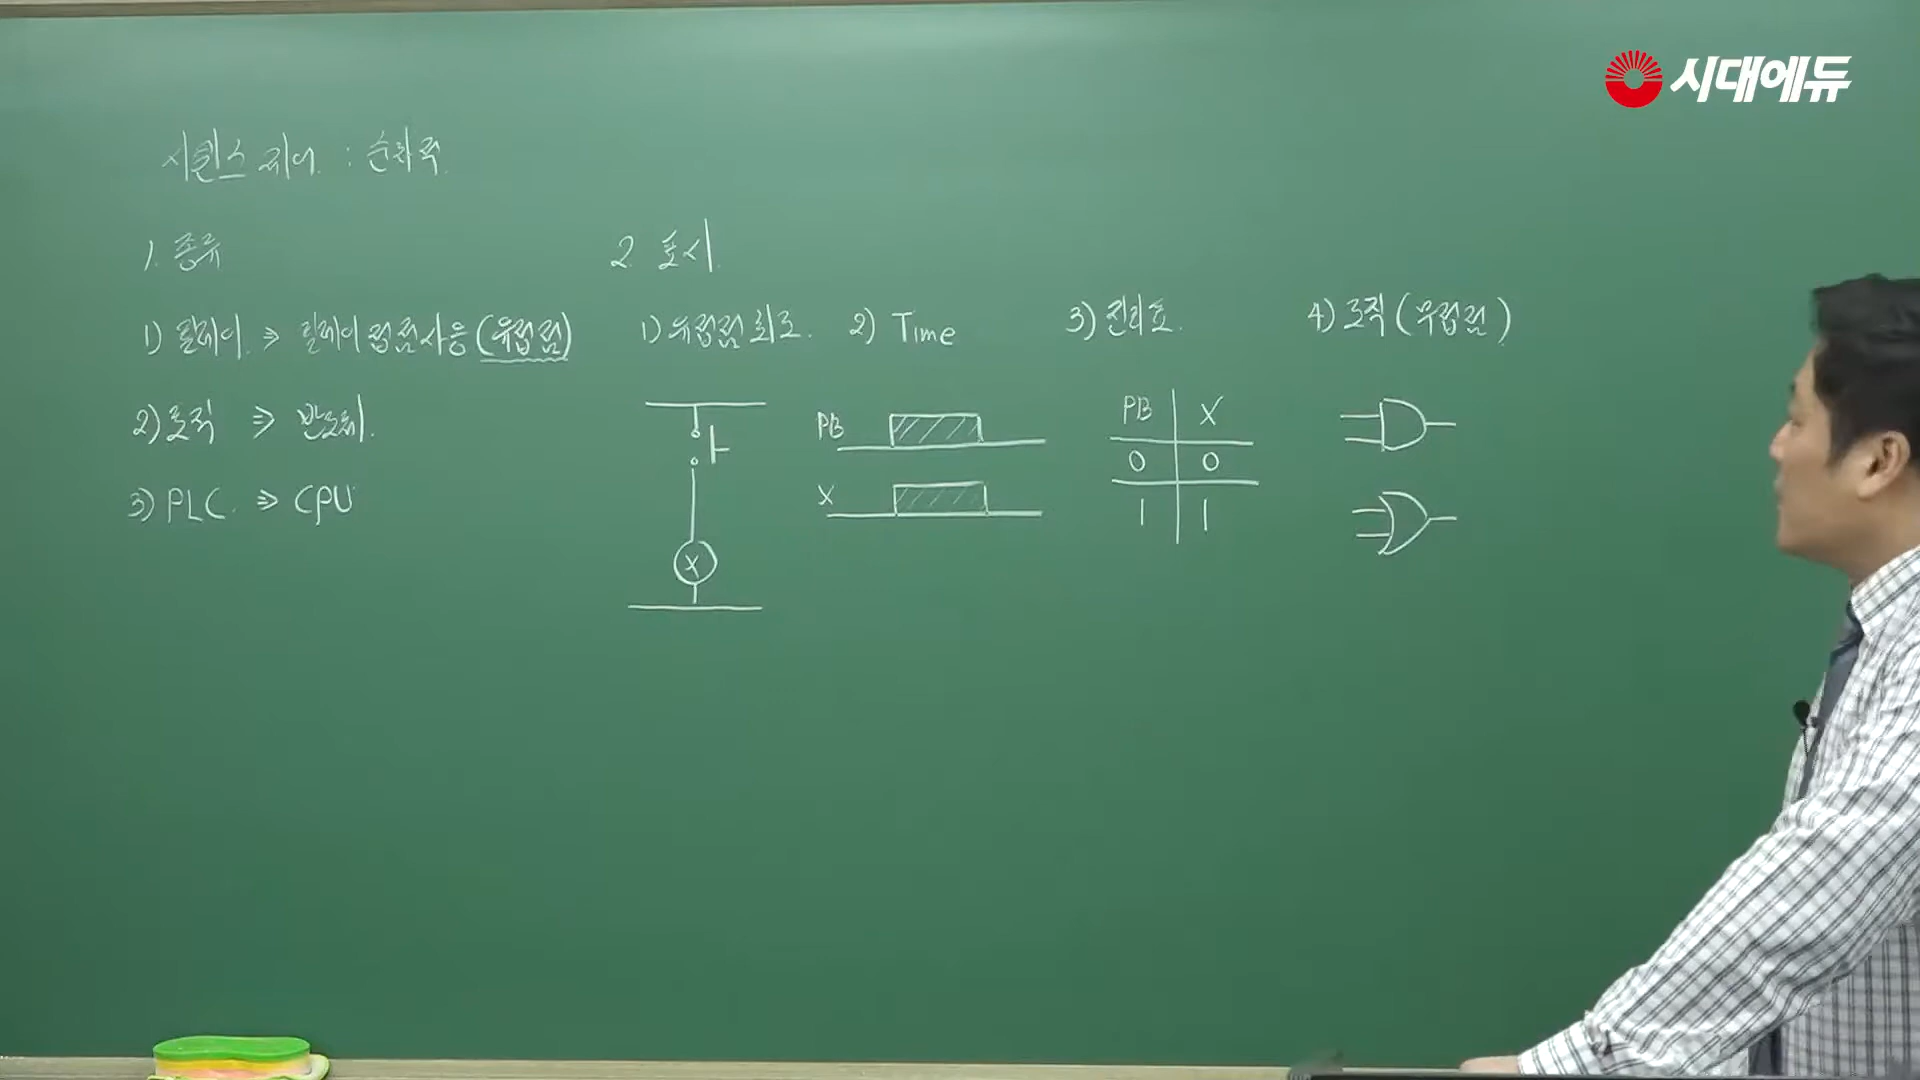 시대에듀
시퀀스 제어 : 순차적
1. 종류
1) 릴레이 ⇒ 릴레이 접점사용 (유접점)
2) 로직 ⇒ 반도체.
3) PLC. ⇒ CPU
2. 표시.
1) 유접점 회로.
X
2) Time
PB
X
3) 진리표.
PB X
0 0
1 1
4) 로직 (무접점)